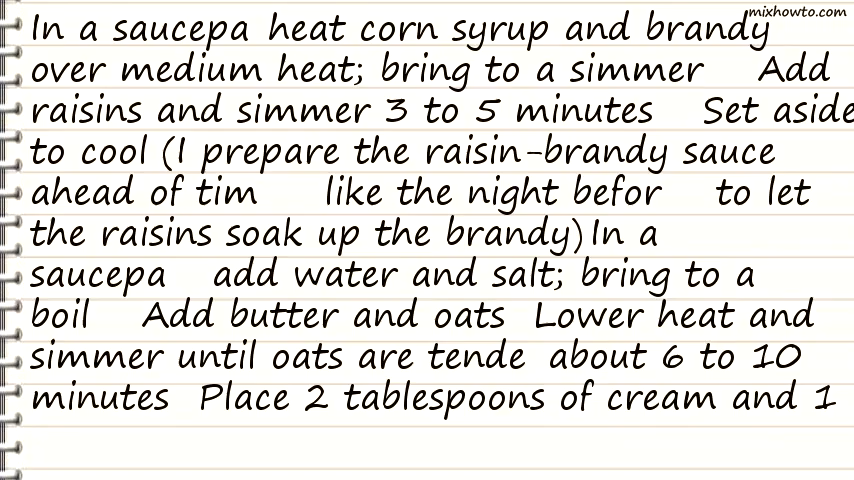 mixhowto.com
In a saucepa heat corn syrup and brandy
over medium heat; bring to a simmer Add
raisins and simmer 3 to 5 minutes Set aside
to cool (I prepare the raisin-brandy sauce
ahead of tim like the night befor to let
the raisins soak up the brandy)In a
saucepa add water and salt; bring to a
boil Add butter and oats Lower heat and
simmer until oats are tende about 6 to 10
minutes Place 2 tablespoons of cream and 1